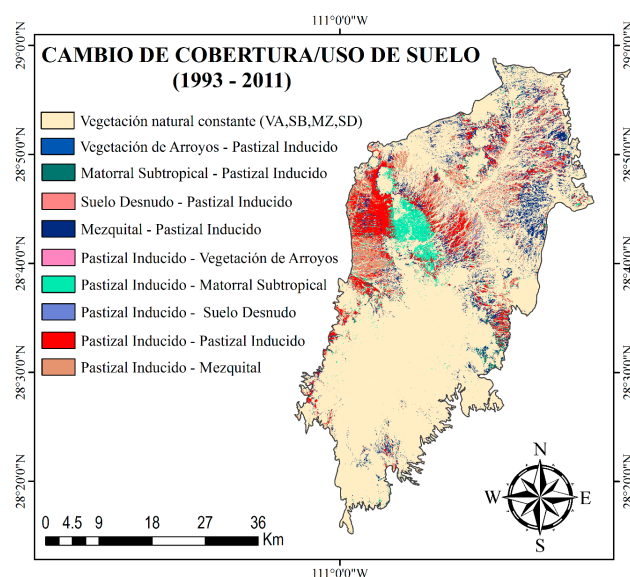 111°0'0"W
CAMBIO DE COBERTURA/USO DE SUELO
(1993 - 2011)
Vegetación natural constante (VA,SB,MZ,SD)
Vegetación de Arroyos - Pastizal Inducido
Matorral Subtropical - Pastizal Inducido
Suelo Desnudo - Pastizal Inducido
Mezquital - Pastizal Inducido
Pastizal Inducido - Vegetación de Arroyos
Pastizal Inducido - Matorral Subtropical
Pastizal Inducido -  Suelo Desnudo
Pastizal Inducido - Pastizal Inducido
Pastizal Inducido - Mezquital
29°0'0"N
28°50'0"N
28°40'0"N
28°30'0"N
28°20'0"N
29°0'0"N
28°50'0"N
28°40'0"N
28°30'0"N
28°20'0"N
N
W E
S
0 4.5 9 18 27 36
Km
111°0'0"W